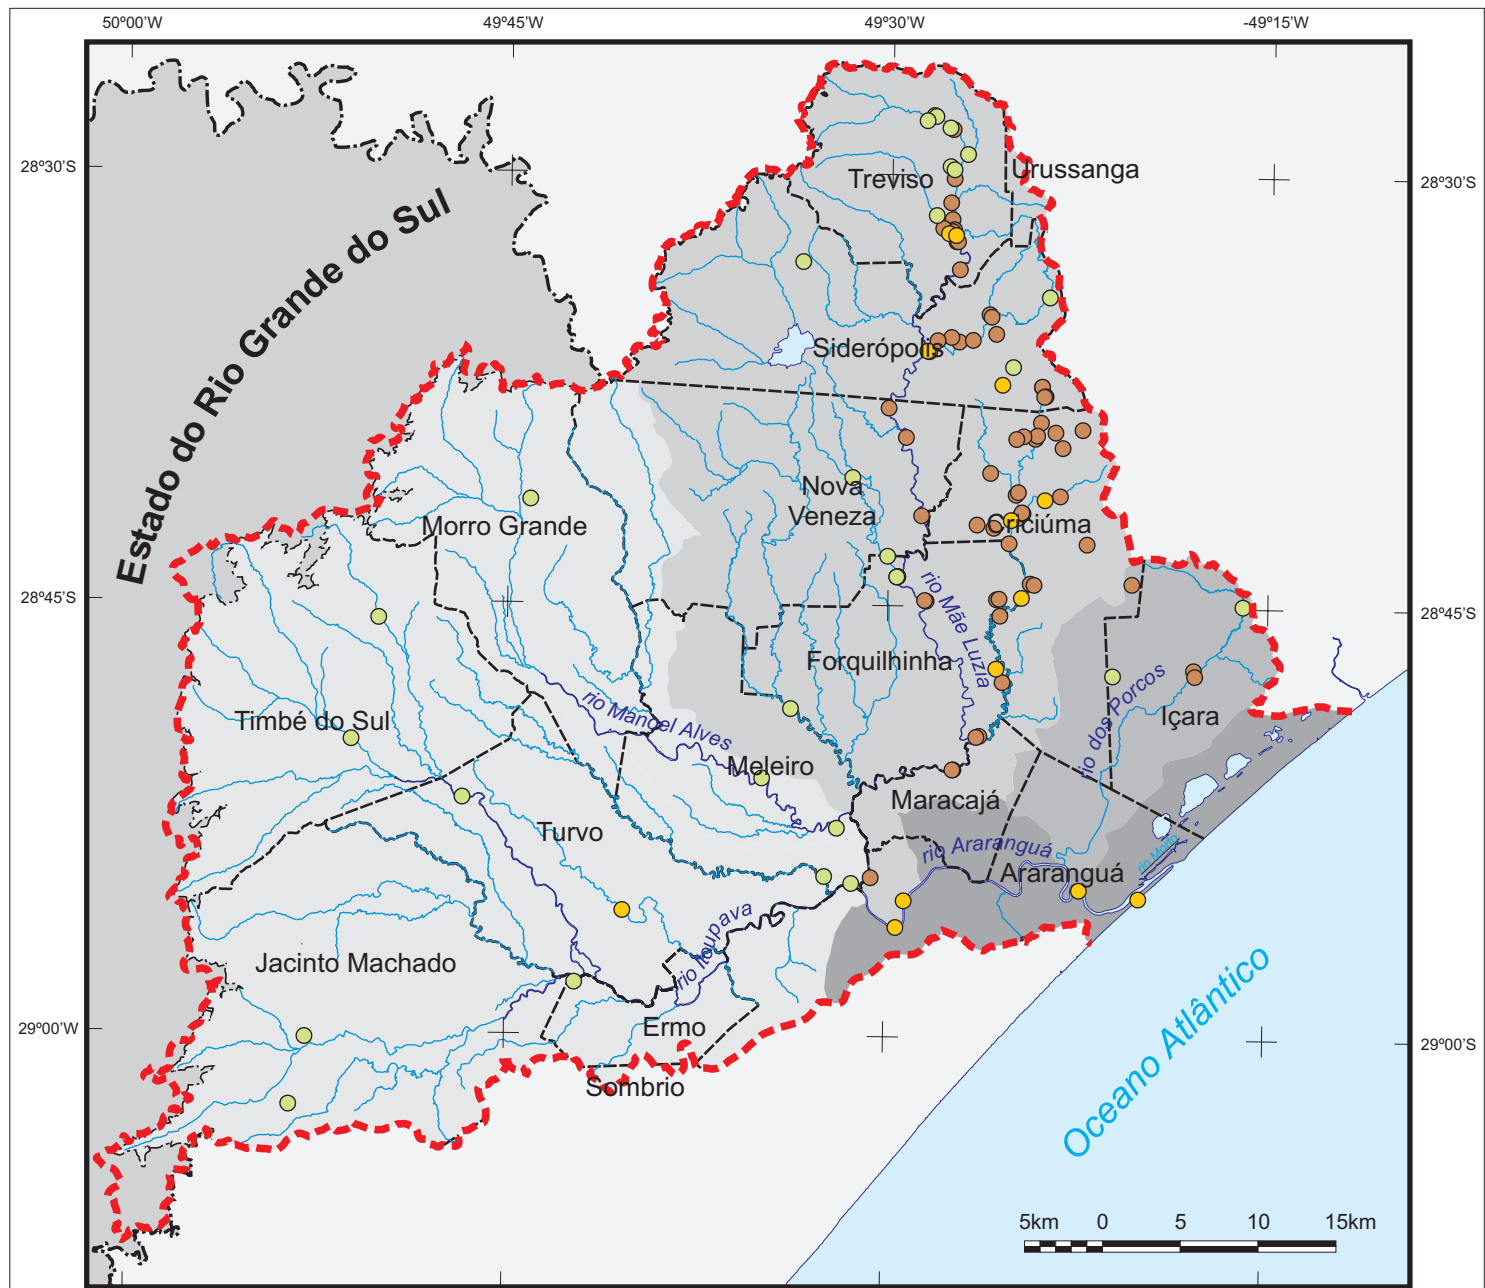 50°00'W
49°45'W
49°30'W
-49°15'W
28°30'S
28°30'S
Urussanga
Treviso
Estado do Rio Grande do Sul
Siderópolis
Nova
Veneza
Morro Grande
Criciúma
28°45'S
28°45'S
rio Mãe Luzia
Forquilhinha
rio dos Porcos
Içara
Timbé do Sul
rio Manoel Alves
Meleiro
Maracajá
Turvo
rio Araranguá
rio Morto
Araranguá
rio Itoupava
Jacinto Machado
Oceano Atlântico
29°00'W
Ermo
29°00'S
Sombrio
5km 0 5 10 15km